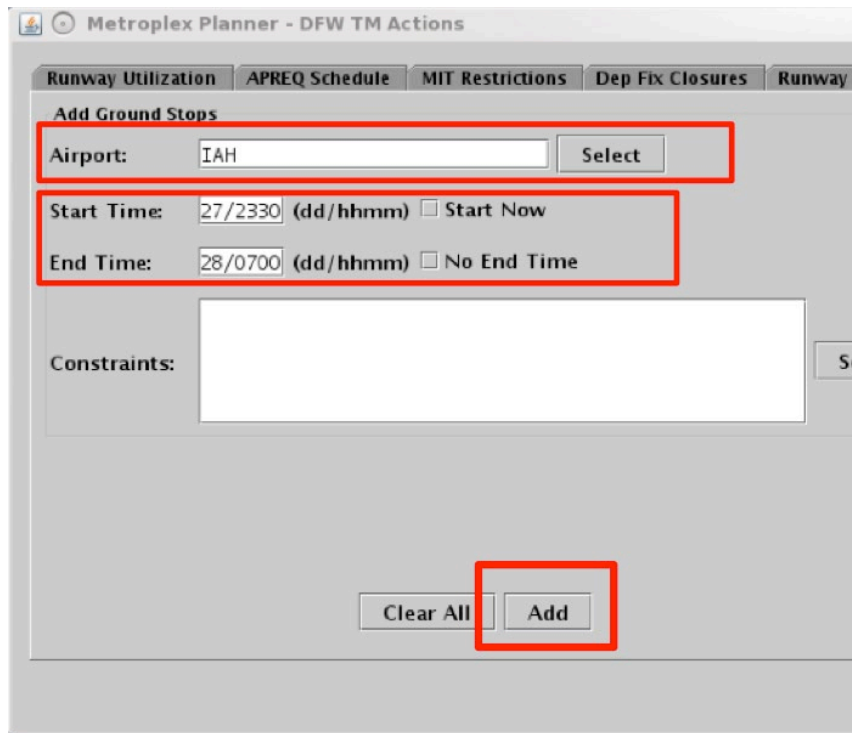 Metroplex Planner - DFW TM Actions
Runway Utilization APREQ Schedule MIT Restrictions Dep Fix Closures Runway
Add Ground Stops
Airport: IAH Select
Start Time: 27/2330 (dd/hhmm) Start Now
End Time: 28/0700 (dd/hhmm) No End Time
Constraints:
Clear All Add